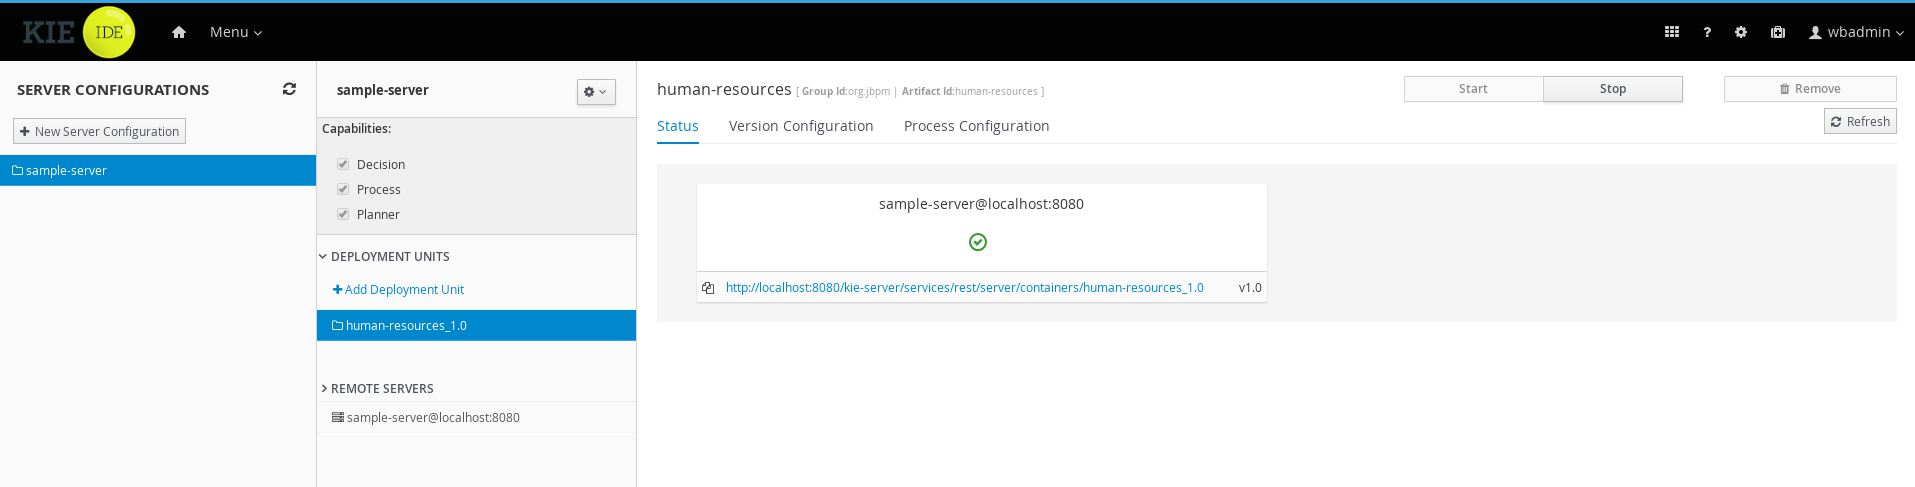 KIE IDE Menu ? wbadmin
SERVER CONFIGURATIONS
New Server Configuration
sample-server
sample-server
Capabilities:
Decision
Process
Planner
DEPLOYMENT UNITS
Add Deployment Unit
human-resources_1.0
REMOTE SERVERS
sample-server@localhost:8080
human-resources [ Group Id:org.jbpm | Artifact Id:human-resources ]
Start Stop Remove
Refresh
Status Version Configuration Process Configuration
sample-server@localhost:8080
http://localhost:8080/kie-server/services/rest/server/containers/human-resources_1.0 v1.0